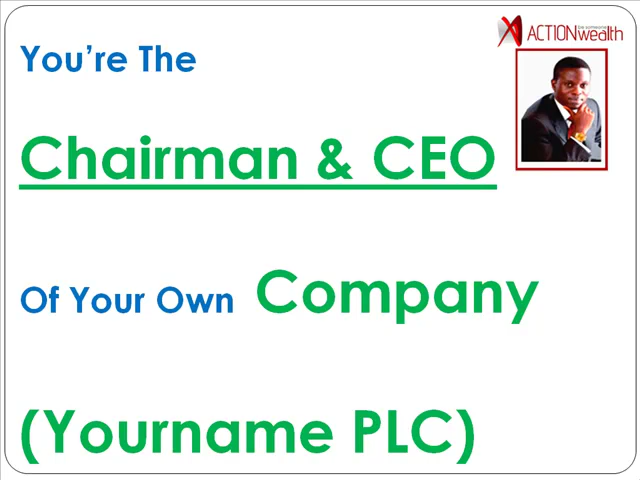 You're The
Chairman & CEO
Of Your Own Company
(Yourname PLC)
ACTIONwealth